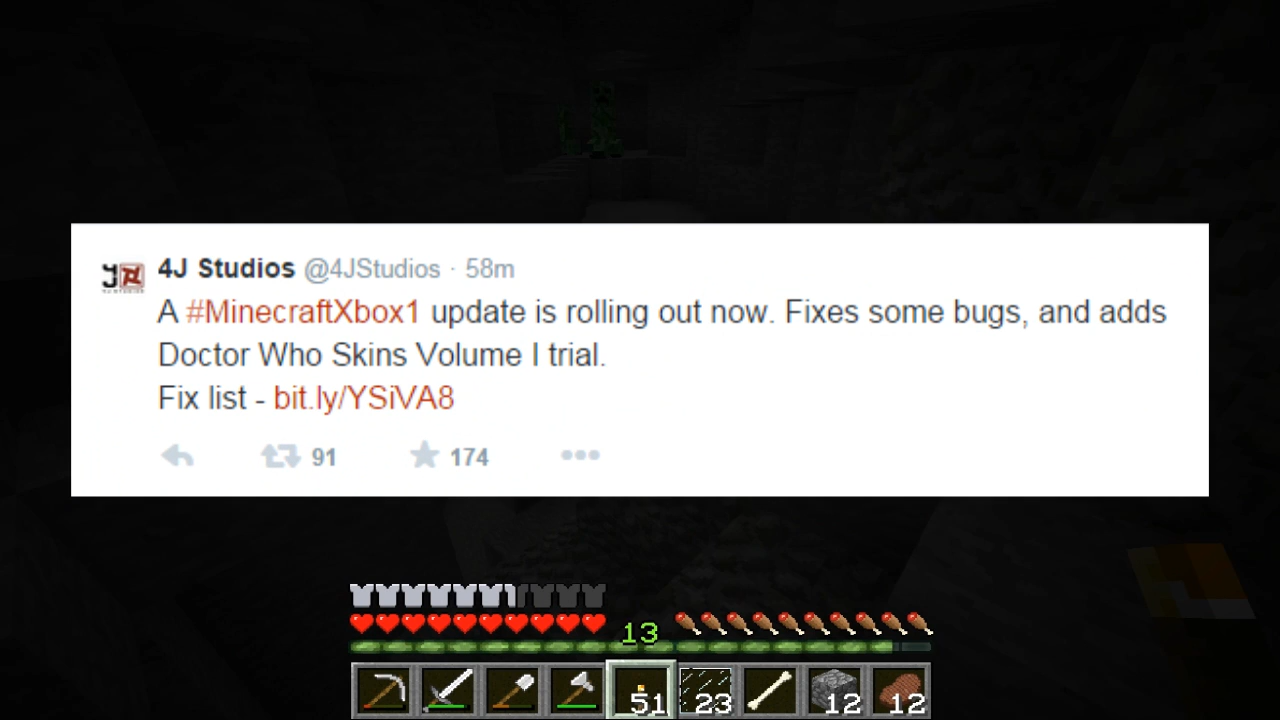 4J Studios @4JStudios · 58m
A #MinecraftXbox1 update is rolling out now. Fixes some bugs, and adds
Doctor Who Skins Volume I trial.
Fix list - bit.ly/YSiVA8
91 174
13
51 23 12 12